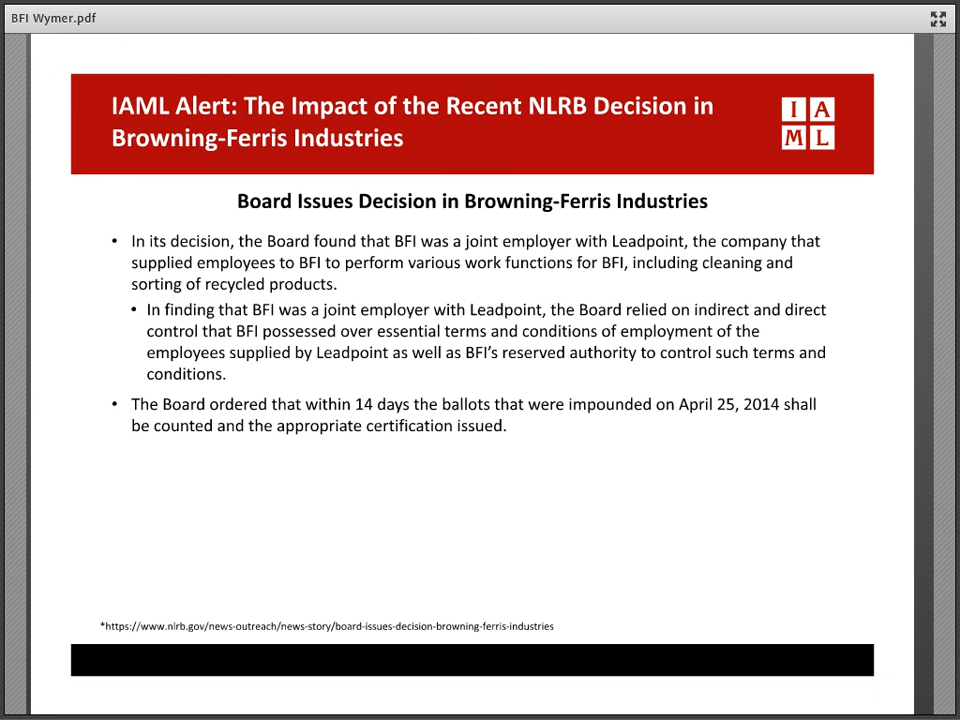 BFI Wymer.pdf
IAML Alert: The Impact of the Recent NLRB Decision in
Browning-Ferris Industries
I A
M L
Board Issues Decision in Browning-Ferris Industries
• In its decision, the Board found that BFI was a joint employer with Leadpoint, the company that
supplied employees to BFI to perform various work functions for BFI, including cleaning and
sorting of recycled products.
• In finding that BFI was a joint employer with Leadpoint, the Board relied on indirect and direct
control that BFI possessed over essential terms and conditions of employment of the
employees supplied by Leadpoint as well as BFI’s reserved authority to control such terms and
conditions.
• The Board ordered that within 14 days the ballots that were impounded on April 25, 2014 shall
be counted and the appropriate certification issued.
*https://www.nlrb.gov/news-outreach/news-story/board-issues-decision-browning-ferris-industries